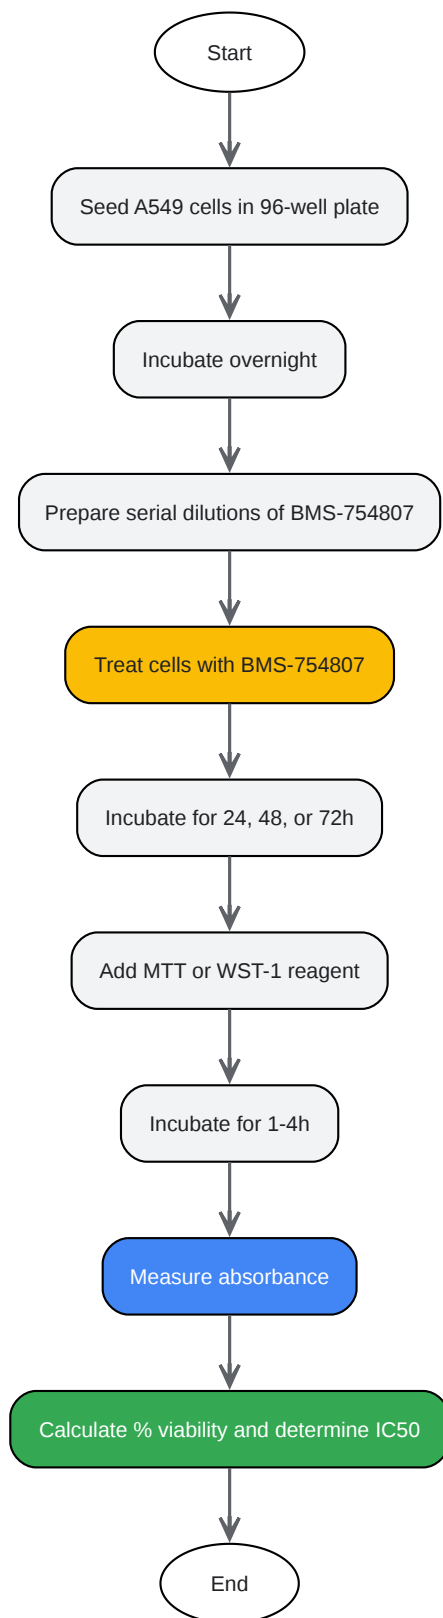 Start
Seed A549 cells in 96-well plate
Incubate overnight
Prepare serial dilutions of BMS-754807
Treat cells with BMS-754807
Incubate for 24, 48, or 72h
Add MTT or WST-1 reagent
Incubate for 1-4h
Measure absorbance
Calculate % viability and determine IC50
End